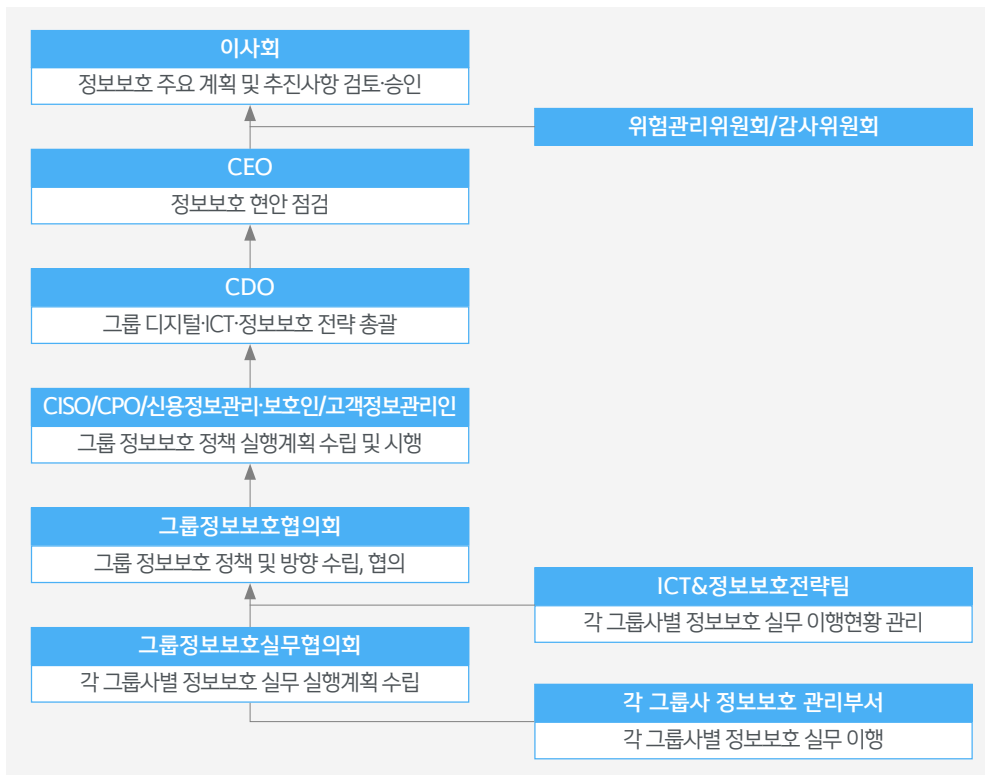 이사회
정보보호 주요 계획 및 추진사항 검토·승인
위험관리위원회/감사위원회
CEO
정보보호 현안 점검
CDO
그룹 디지털·ICT·정보보호 전략 총괄
CISO/CPO/신용정보관리·보호인/고객정보관리인
그룹 정보보호 정책 실행계획 수립 및 시행
그룹정보보호협의회
그룹 정보보호 정책 및 방향 수립, 협의
ICT&정보보호전략팀
각 그룹사별 정보보호 실무 이행현황 관리
그룹정보보호실무협의회
각 그룹사별 정보보호 실무 실행계획 수립
각 그룹사 정보보호 관리부서
각 그룹사별 정보보호 실무 이행